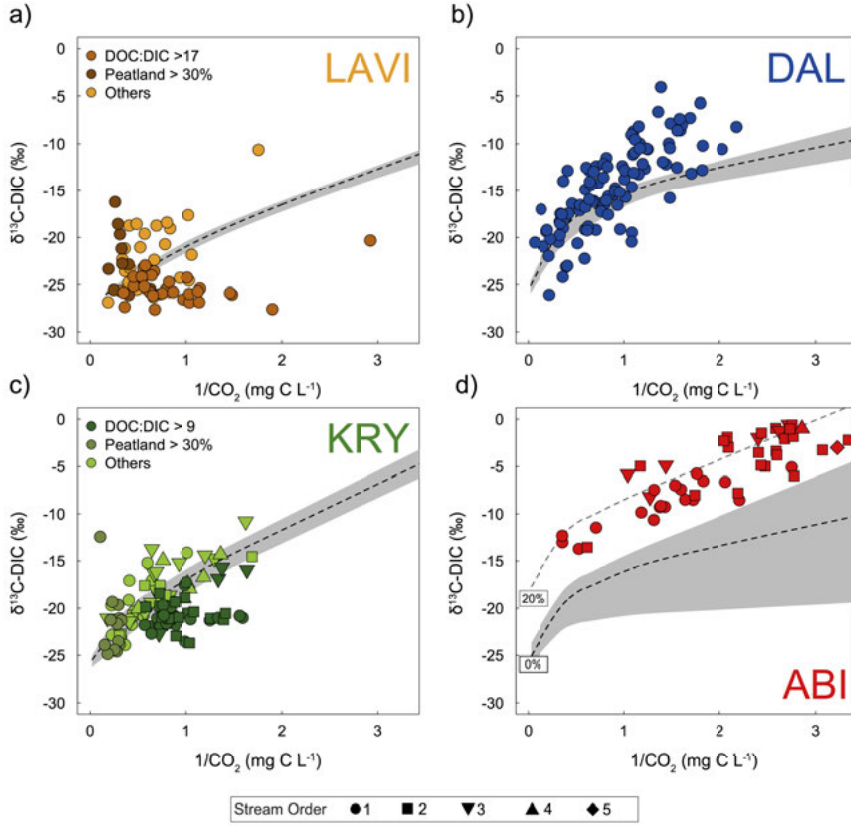 a)
LAVI
DOC:DIC >17
Peatland > 30%
Others
0
-5
-10
-15
-20
-25
-30
δ¹³C-DIC (‰)
0 1 2 3
1/CO₂ (mg C L⁻¹)
b)
DAL
0
-5
-10
-15
-20
-25
-30
δ¹³C-DIC (‰)
0 1 2 3
1/CO₂ (mg C L⁻¹)
c)
KRY
DOC:DIC > 9
Peatland > 30%
Others
0
-5
-10
-15
-20
-25
-30
δ¹³C-DIC (‰)
0 1 2 3
1/CO₂ (mg C L⁻¹)
d)
0
-5
-10
-15
-20
-25
-30
δ¹³C-DIC (‰)
20%
0%
ABI
0 1 2 3
1/CO₂ (mg C L⁻¹)
Stream Order 1 2 3 4 5